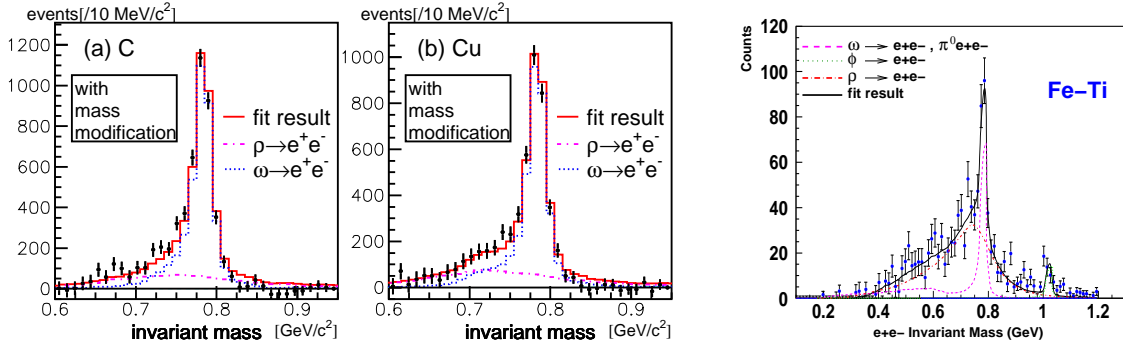 events[/10 MeV/c²]
(a) C
with
mass
modification
fit result
ρ→e⁺e⁻
ω→e⁺e⁻
1200
1000
800
600
400
200
0
0.6 0.7 0.8 0.9
invariant mass [GeV/c²]
events[/10 MeV/c²]
(b) Cu
with
mass
modification
fit result
ρ→e⁺e⁻
ω→e⁺e⁻
1000
800
600
400
200
0
0.6 0.7 0.8 0.9
invariant mass [GeV/c²]
Counts
120
100
80
60
40
20
0
ω → e+e− , π⁰e+e−
ϕ → e+e−
ρ → e+e−
fit result
Fe−Ti
0.2 0.4 0.6 0.8 1 1.2
e+e− Invariant Mass (GeV)